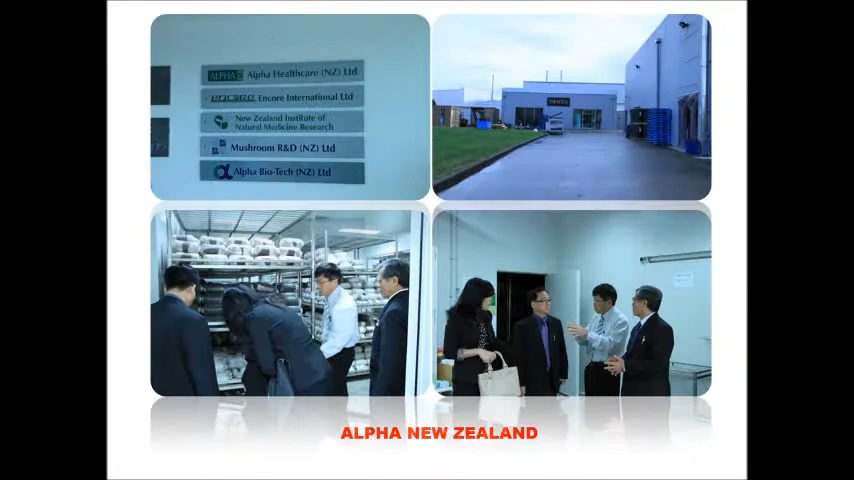 ALPHA Alpha Healthcare (NZ) Ltd
encore Encore International Ltd
New Zealand Institute of
Natural Medicine Research
Mushroom R&D (NZ) Ltd
Alpha Bio-Tech (NZ) Ltd
ALPHA NEW ZEALAND